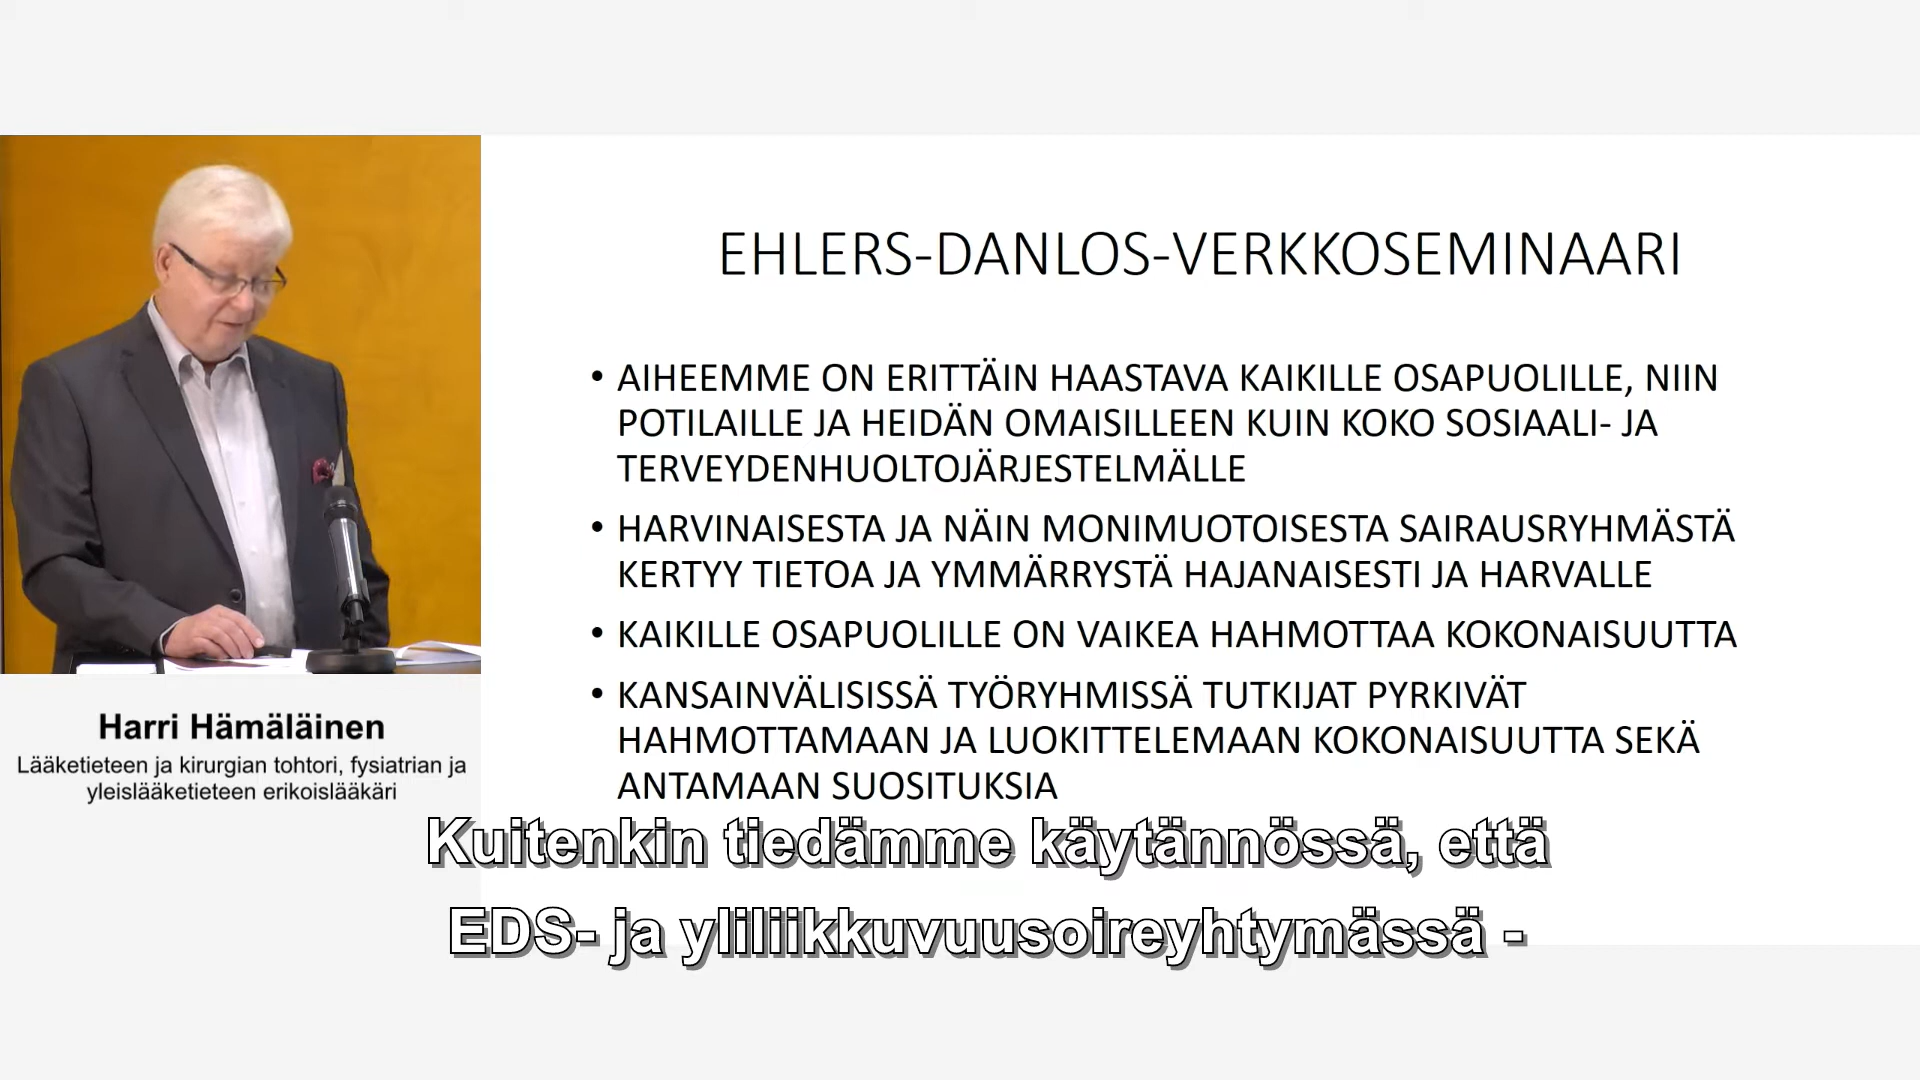 EHLERS-DANLOS-VERKKOSEMINAARI
• AIHEEMME ON ERITTÄIN HAASTAVA KAIKILLE OSAPUOLILLE, NIIN
POTILAILLE JA HEIDÄN OMAISILLEEN KUIN KOKO SOSIAALI- JA
TERVEYDENHUOLTOJÄRJESTELMÄLLE
• HARVINAISESTA JA NÄIN MONIMUOTOISESTA SAIRAUSRYHMÄSTÄ
KERTYY TIETOA JA YMMÄRRYSTÄ HAJANAISESTI JA HARVALLE
• KAIKILLE OSAPUOLILLE ON VAIKEA HAHMOTTAA KOKONAISUUTTA
• KANSAINVÄLISISSÄ TYÖRYHMISSÄ TUTKIJAT PYRKIVÄT
HAHMOTTAMAAN JA LUOKITTELEMAAN KOKONAISUUTTA SEKÄ
ANTAMAAN SUOSITUKSIA
Harri Hämäläinen
Lääketieteen ja kirurgian tohtori, fysiatrian ja
yleislääketieteen erikoislääkäri
Kuitenkin tiedämme käytännössä, että
EDS- ja yliliikkuvuusoireyhtymässä -